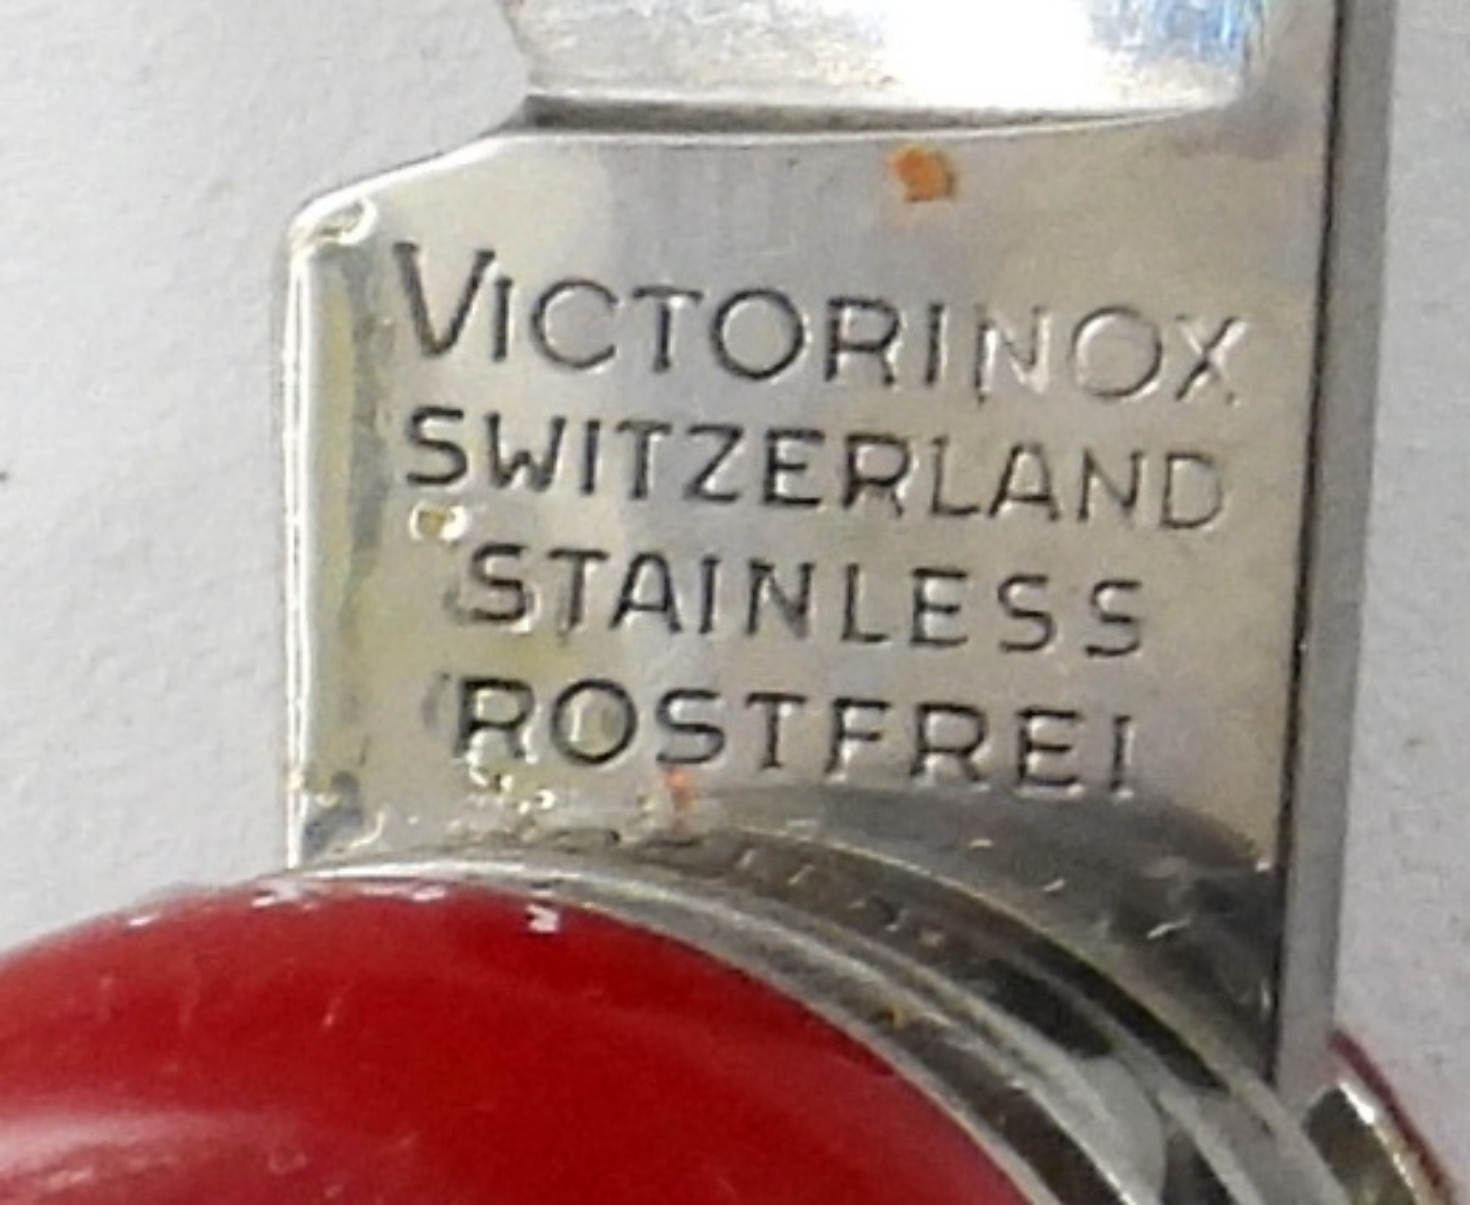 VICTORINOX
SWITZERLAND
STAINLESS
ROSTFREI